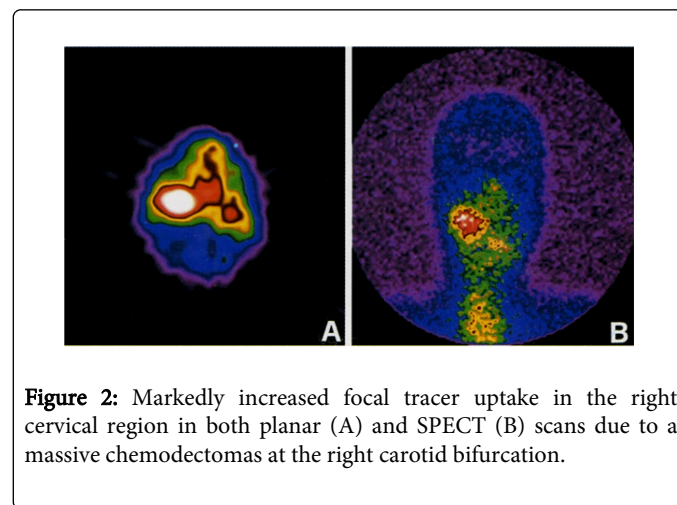 A B
Figure 2: Markedly increased focal tracer uptake in the right
cervical region in both planar (A) and SPECT (B) scans due to a
massive chemodectomas at the right carotid bifurcation.